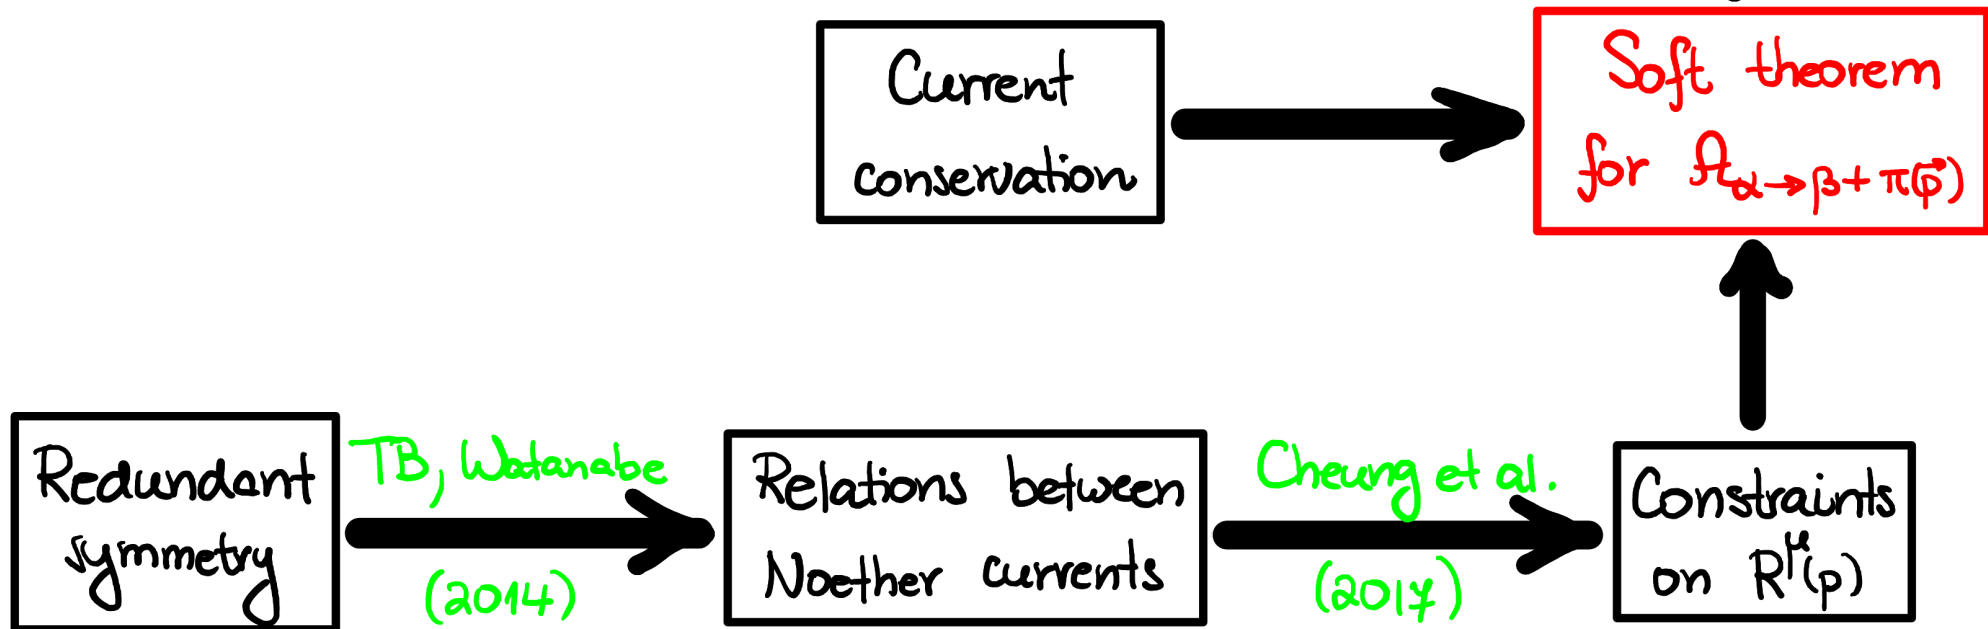 Current
conservation
Soft theorem
for A_{α→β+π(p⃗)}
Redundant
symmetry
TB, Watanabe
(2014)
Relations between
Noether currents
Cheung et al.
(2017)
Constraints
on R^μ(p)